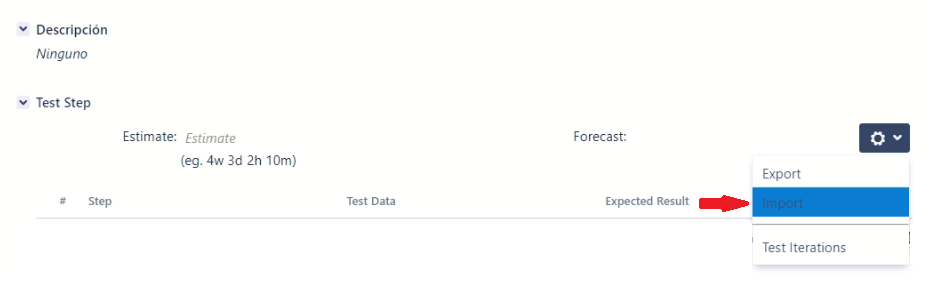 Descripción
Ninguno
Test Step
Estimate: Estimate Forecast:
(eg. 4w 3d 2h 10m)
Export
# Step Test Data Expected Result Import
Test Iterations